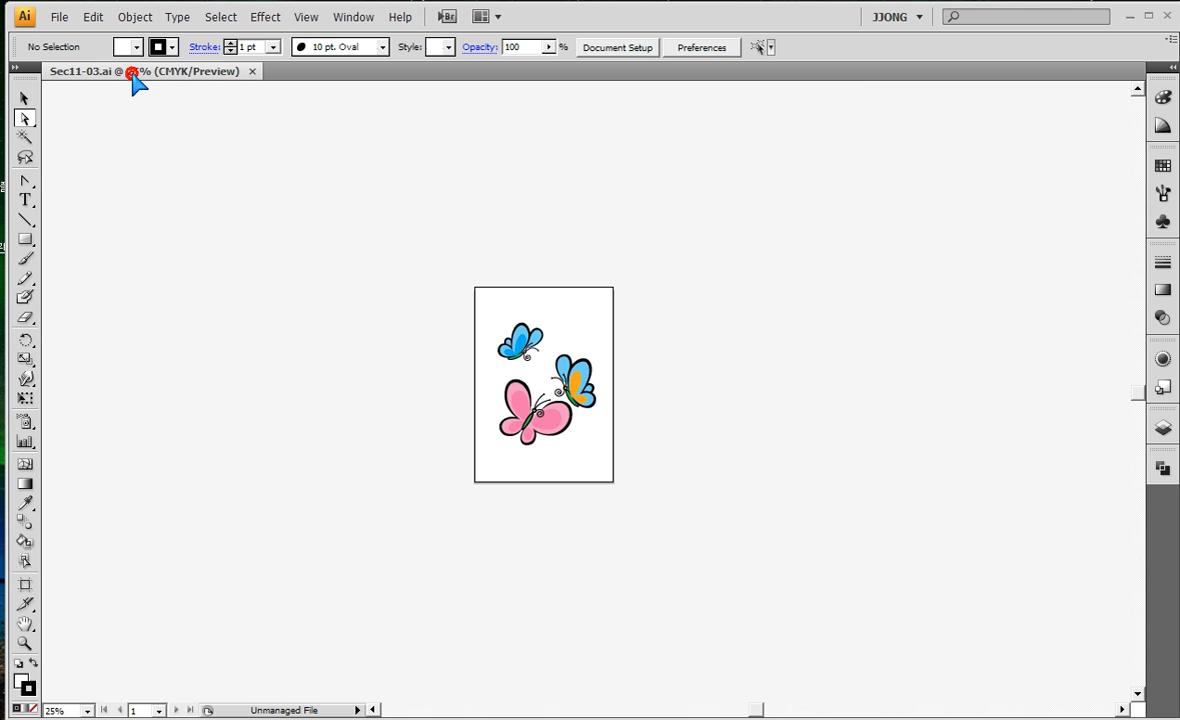 Ai File Edit Object Type Select Effect View Window Help Br JJONG
No Selection Stroke: 1 pt 10 pt. Oval Style: Opacity: 100 % Document Setup Preferences
Sec11-03.ai @ % (CMYK/Preview) ×
T
25% 1 Unmanaged File